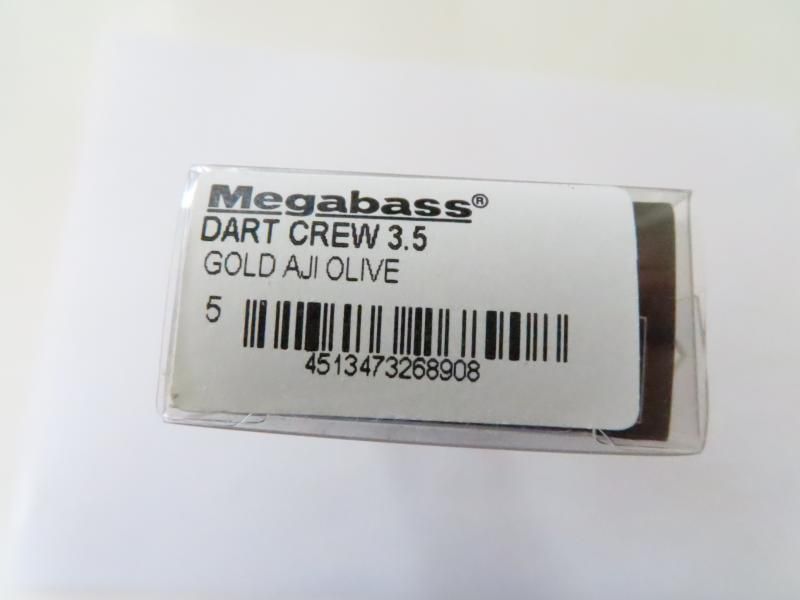 Megabass®
DART CREW 3.5
GOLD AJI OLIVE
5
4513473268908